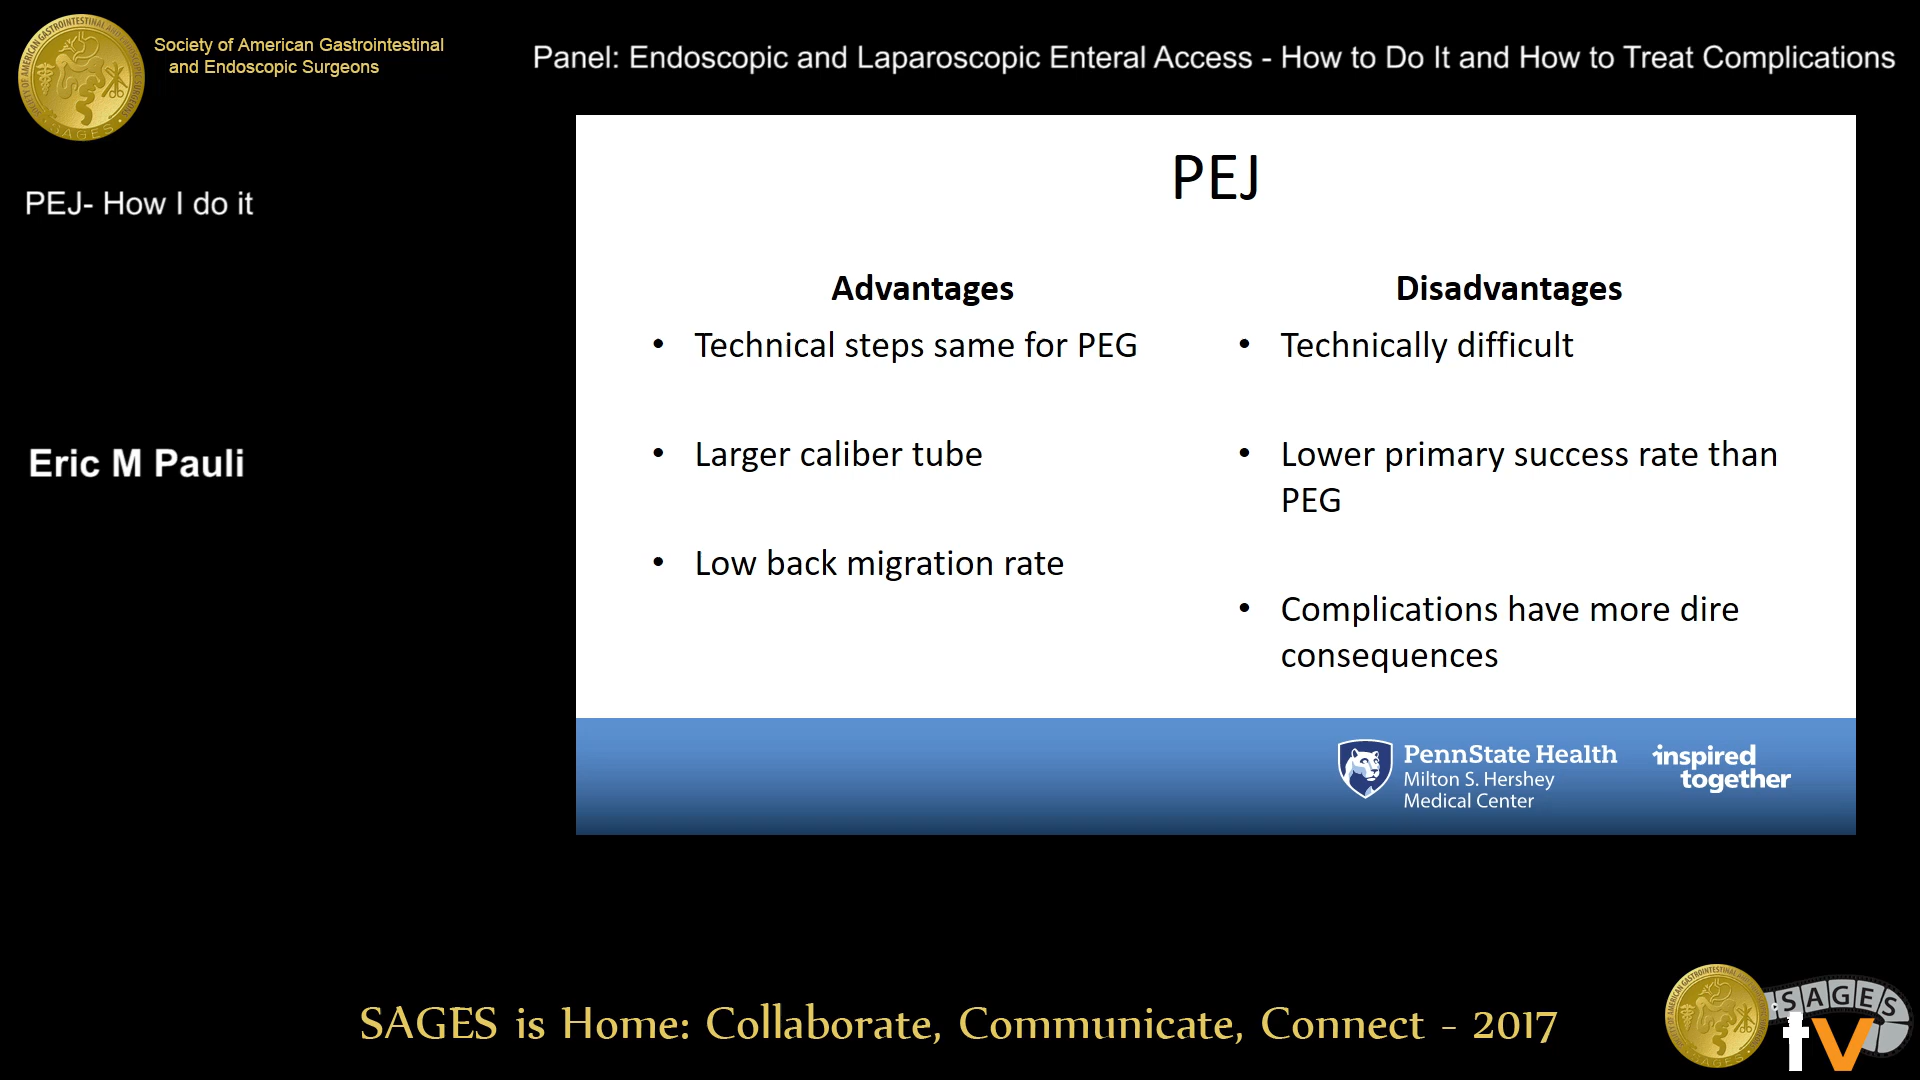 Society of American Gastrointestinal
and Endoscopic Surgeons
Panel: Endoscopic and Laparoscopic Enteral Access - How to Do It and How to Treat Complications
PEJ- How I do it
Eric M Pauli
PEJ
Advantages
• Technical steps same for PEG
• Larger caliber tube
• Low back migration rate
Disadvantages
• Technically difficult
• Lower primary success rate than
PEG
• Complications have more dire
consequences
PennState Health
Milton S. Hershey
Medical Center
inspired
together
SAGES is Home: Collaborate, Communicate, Connect - 2017
SAGES
tv